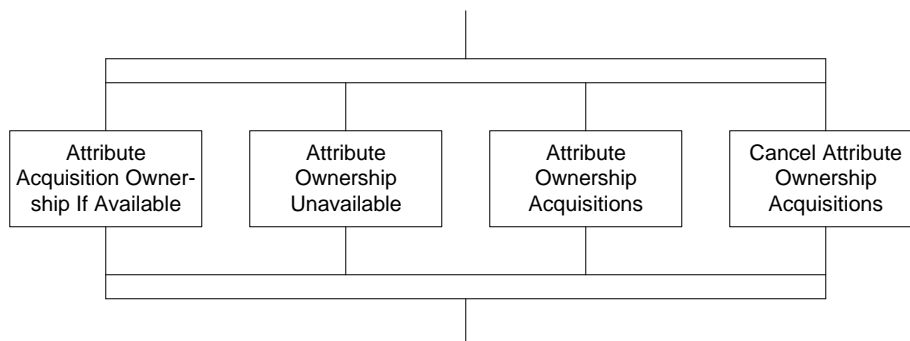 Attribute
Acquisition Owner-
ship If Available
Attribute
Ownership
Unavailable
Attribute
Ownership
Acquisitions
Cancel Attribute
Ownership
Acquisitions